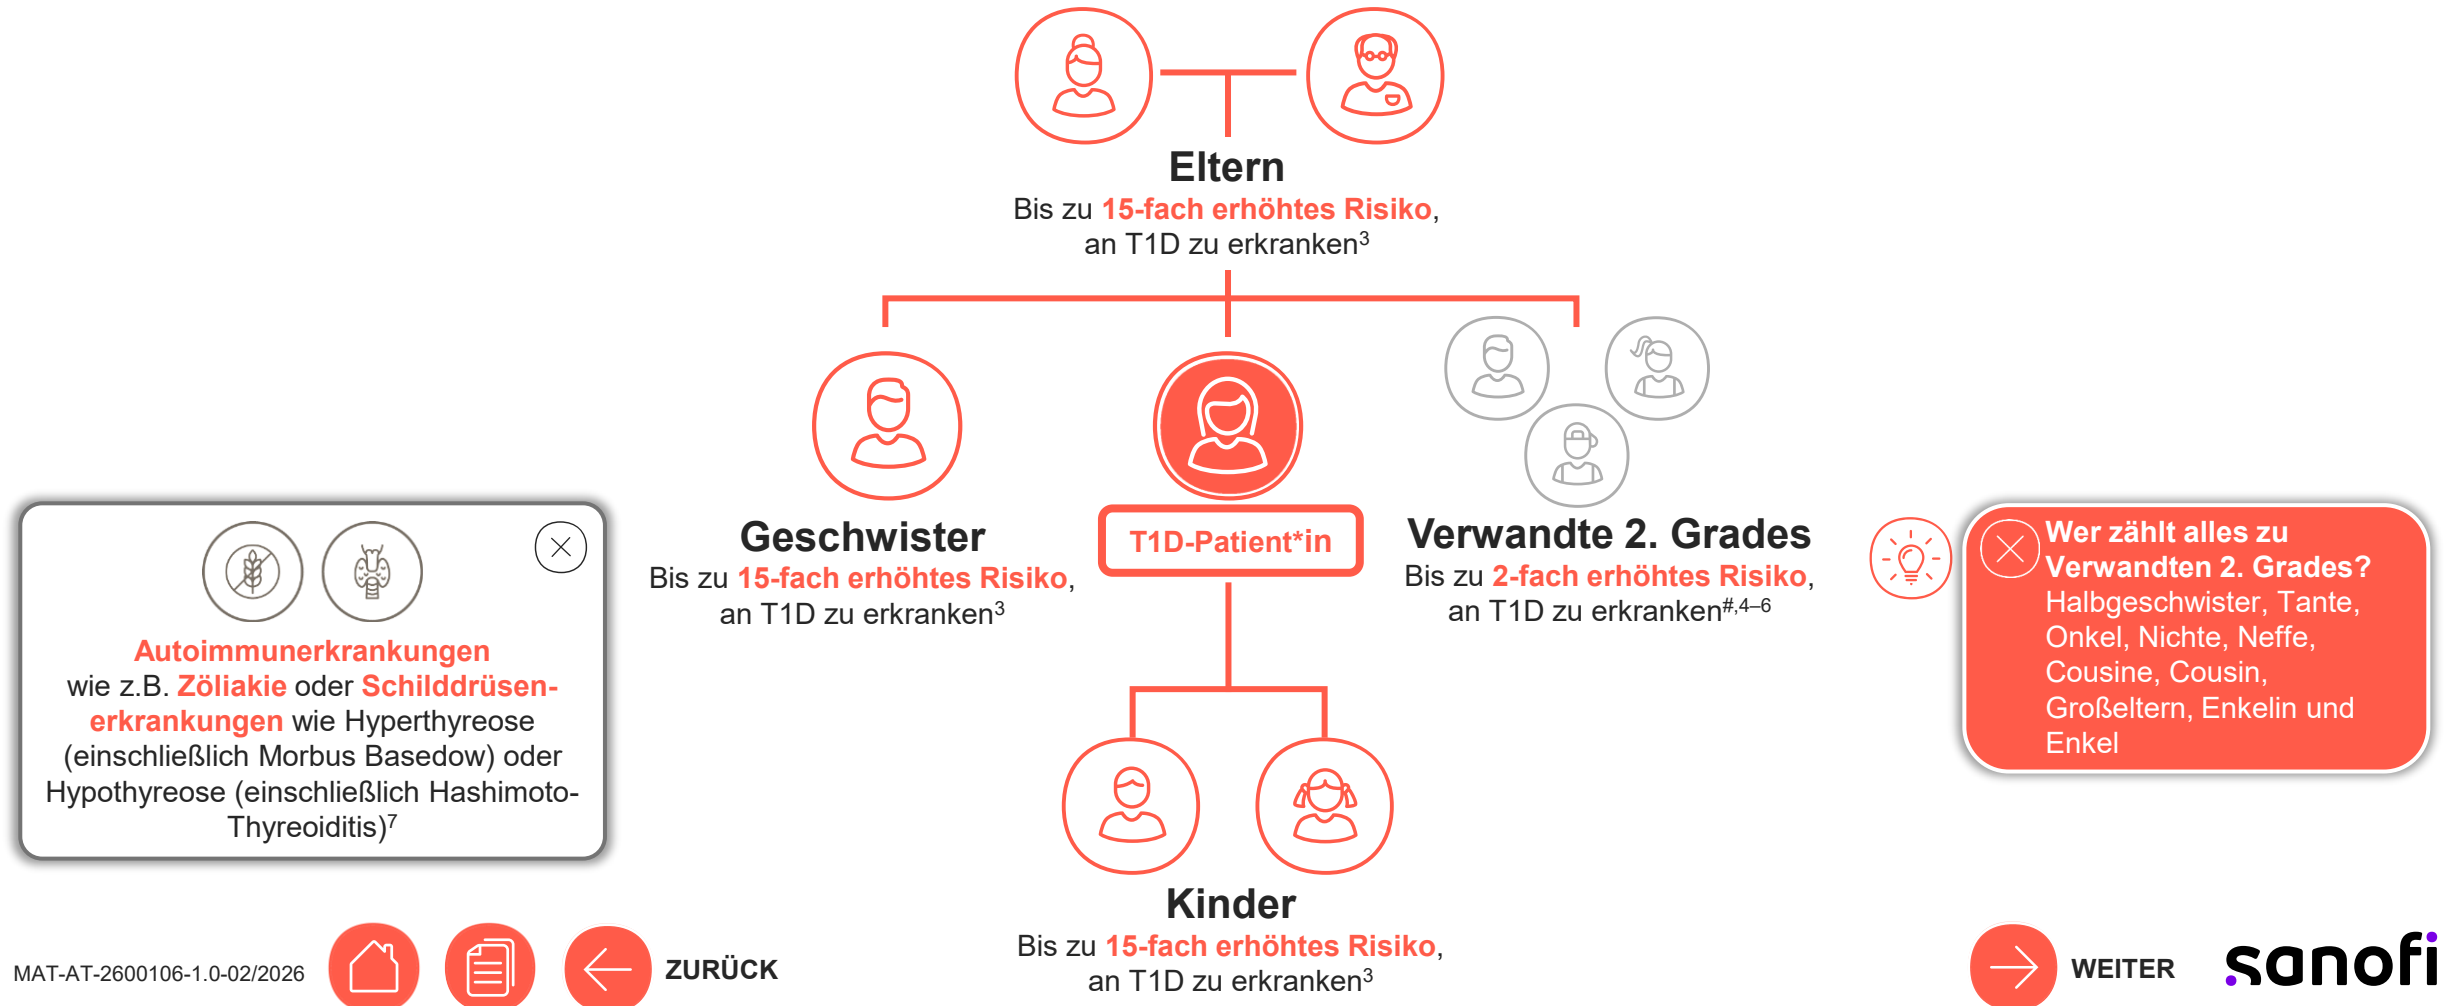 Eltern
Bis zu 15-fach erhöhtes Risiko,
an T1D zu erkranken³
Geschwister
Bis zu 15-fach erhöhtes Risiko,
an T1D zu erkranken³
T1D-Patient*in
Verwandte 2. Grades
Bis zu 2-fach erhöhtes Risiko,
an T1D zu erkranken#,4–6
Wer zählt alles zu
Verwandten 2. Grades?
Halbgeschwister, Tante,
Onkel, Nichte, Neffe,
Cousine, Cousin,
Großeltern, Enkelin und
Enkel
Autoimmunerkrankungen
wie z.B. Zöliakie oder Schilddrüsen-
erkrankungen wie Hyperthyreose
(einschließlich Morbus Basedow) oder
Hypothyreose (einschließlich Hashimoto-
Thyreoiditis)⁷
Kinder
Bis zu 15-fach erhöhtes Risiko,
an T1D zu erkranken³
MAT-AT-2600106-1.0-02/2026
ZURÜCK
WEITER
sanofi